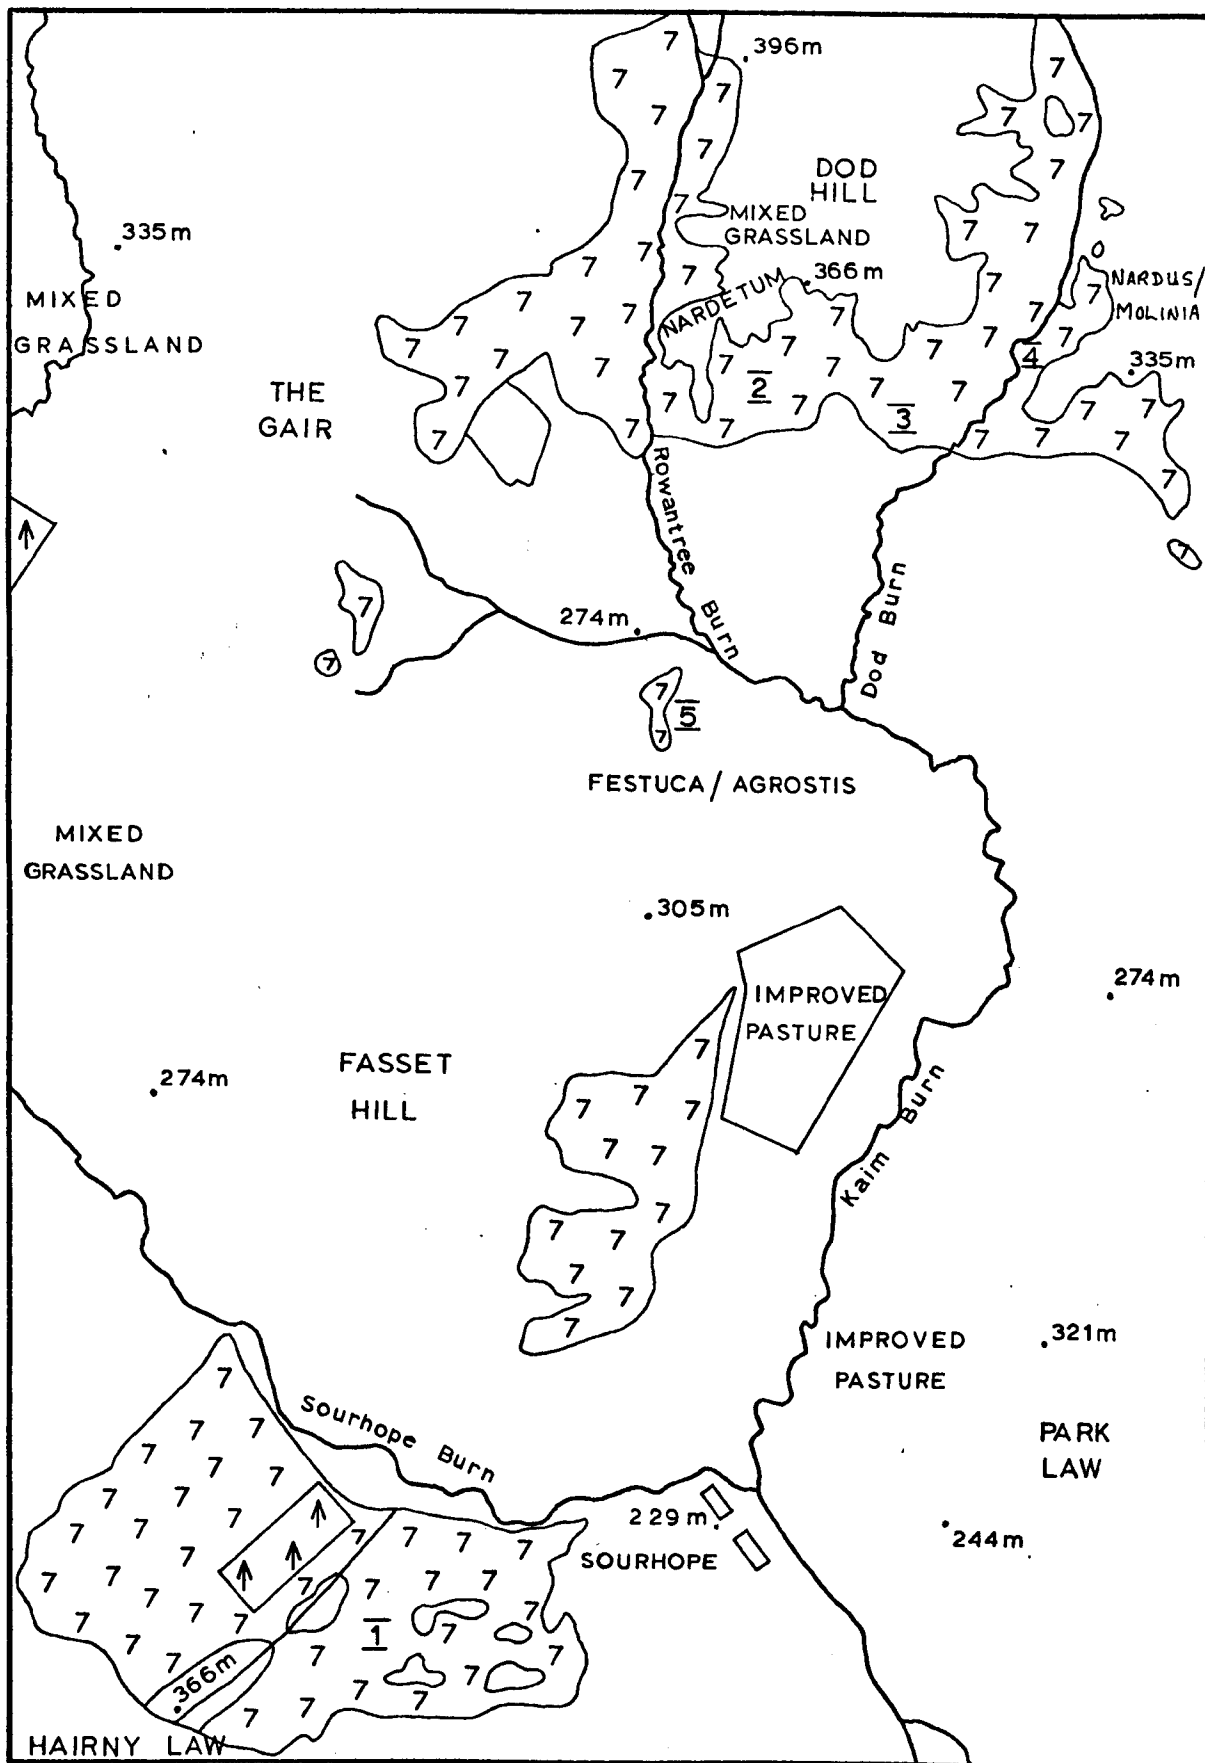 396m
DOD
HILL
MIXED
GRASSLAND
335m
366m
NARDETUM
NARDUS/
MOLINIA
MIXED
GRASSLAND
4
335m
2
3
THE
GAIR
Rowantree Burn
Dod Burn
274m
5
FESTUCA / AGROSTIS
MIXED
GRASSLAND
305m
274m
IMPROVED
PASTURE
FASSET
HILL
274m
Kaim Burn
321m
IMPROVED
PASTURE
PARK
LAW
Sourhope Burn
229m
244m
SOURHOPE
1
366m
HAIRNY LAW